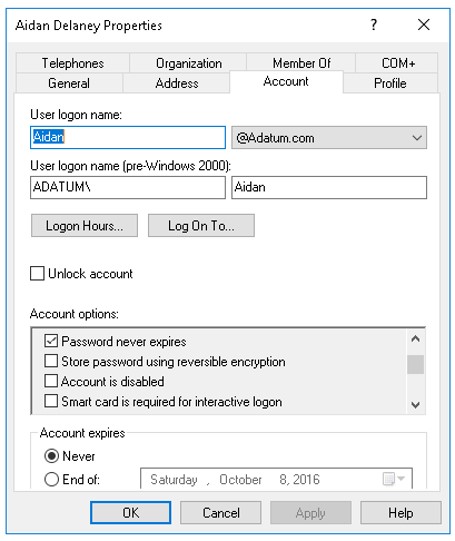 Aidan Delaney Properties ? ×
Telephones Organization Member Of COM+
General Address Account Profile
User logon name:
Aidan @Adatum.com
User logon name (pre-Windows 2000):
ADATUM\ Aidan
Logon Hours... Log On To...
Unlock account
Account options:
Password never expires
Store password using reversible encryption
Account is disabled
Smart card is required for interactive logon
Account expires
Never
End of: Saturday , October 8, 2016
OK Cancel Apply Help